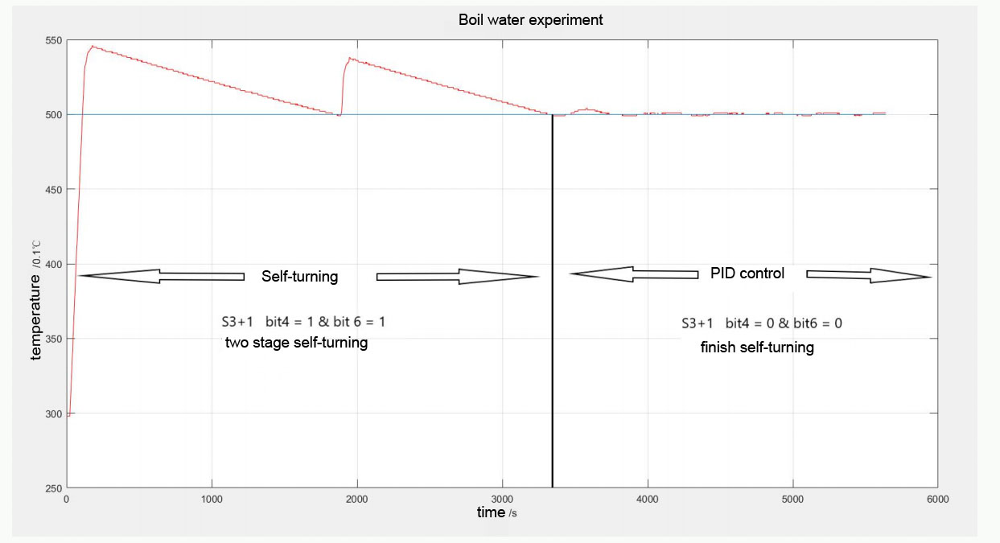 Boil water experiment
550
500
450
400
350
300
250
temperature /0.1℃
Self-turning
S3+1 bit4 = 1 & bit 6 = 1
two stage self-turning
PID control
S3+1 bit4 = 0 & bit6 = 0
finish self-turning
0
1000
2000
3000
4000
5000
6000
time /s